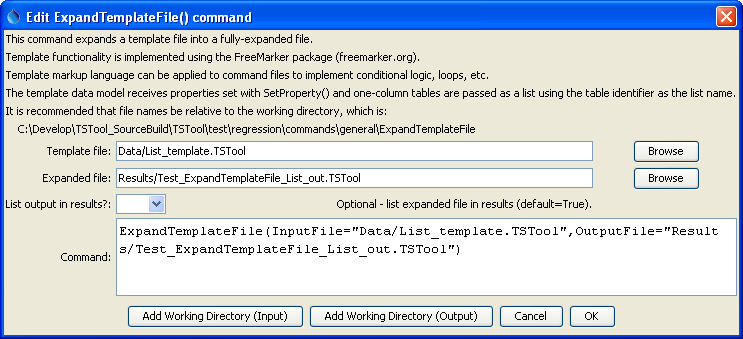 Edit ExpandTemplateFile() command
This command expands a template file into a fully-expanded file.
Template functionality is implemented using the FreeMarker package (freemarker.org).
Template markup language can be applied to command files to implement conditional logic, loops, etc.
The template data model receives properties set with SetProperty() and one-column tables are passed as a list using the table identifier as the list name.
It is recommended that file names be relative to the working directory, which is:
C:\Develop\TSTool_SourceBuild\TSTool\test\regression\commands\general\ExpandTemplateFile
Template file: Data/List_template.TSTool Browse
Expanded file: Results/Test_ExpandTemplateFile_List_out.TSTool Browse
List output in results?: Optional - list expanded file in results (default=True).
Command: ExpandTemplateFile(InputFile="Data/List_template.TSTool",OutputFile="Result
s/Test_ExpandTemplateFile_List_out.TSTool")
Add Working Directory (Input) Add Working Directory (Output) Cancel OK